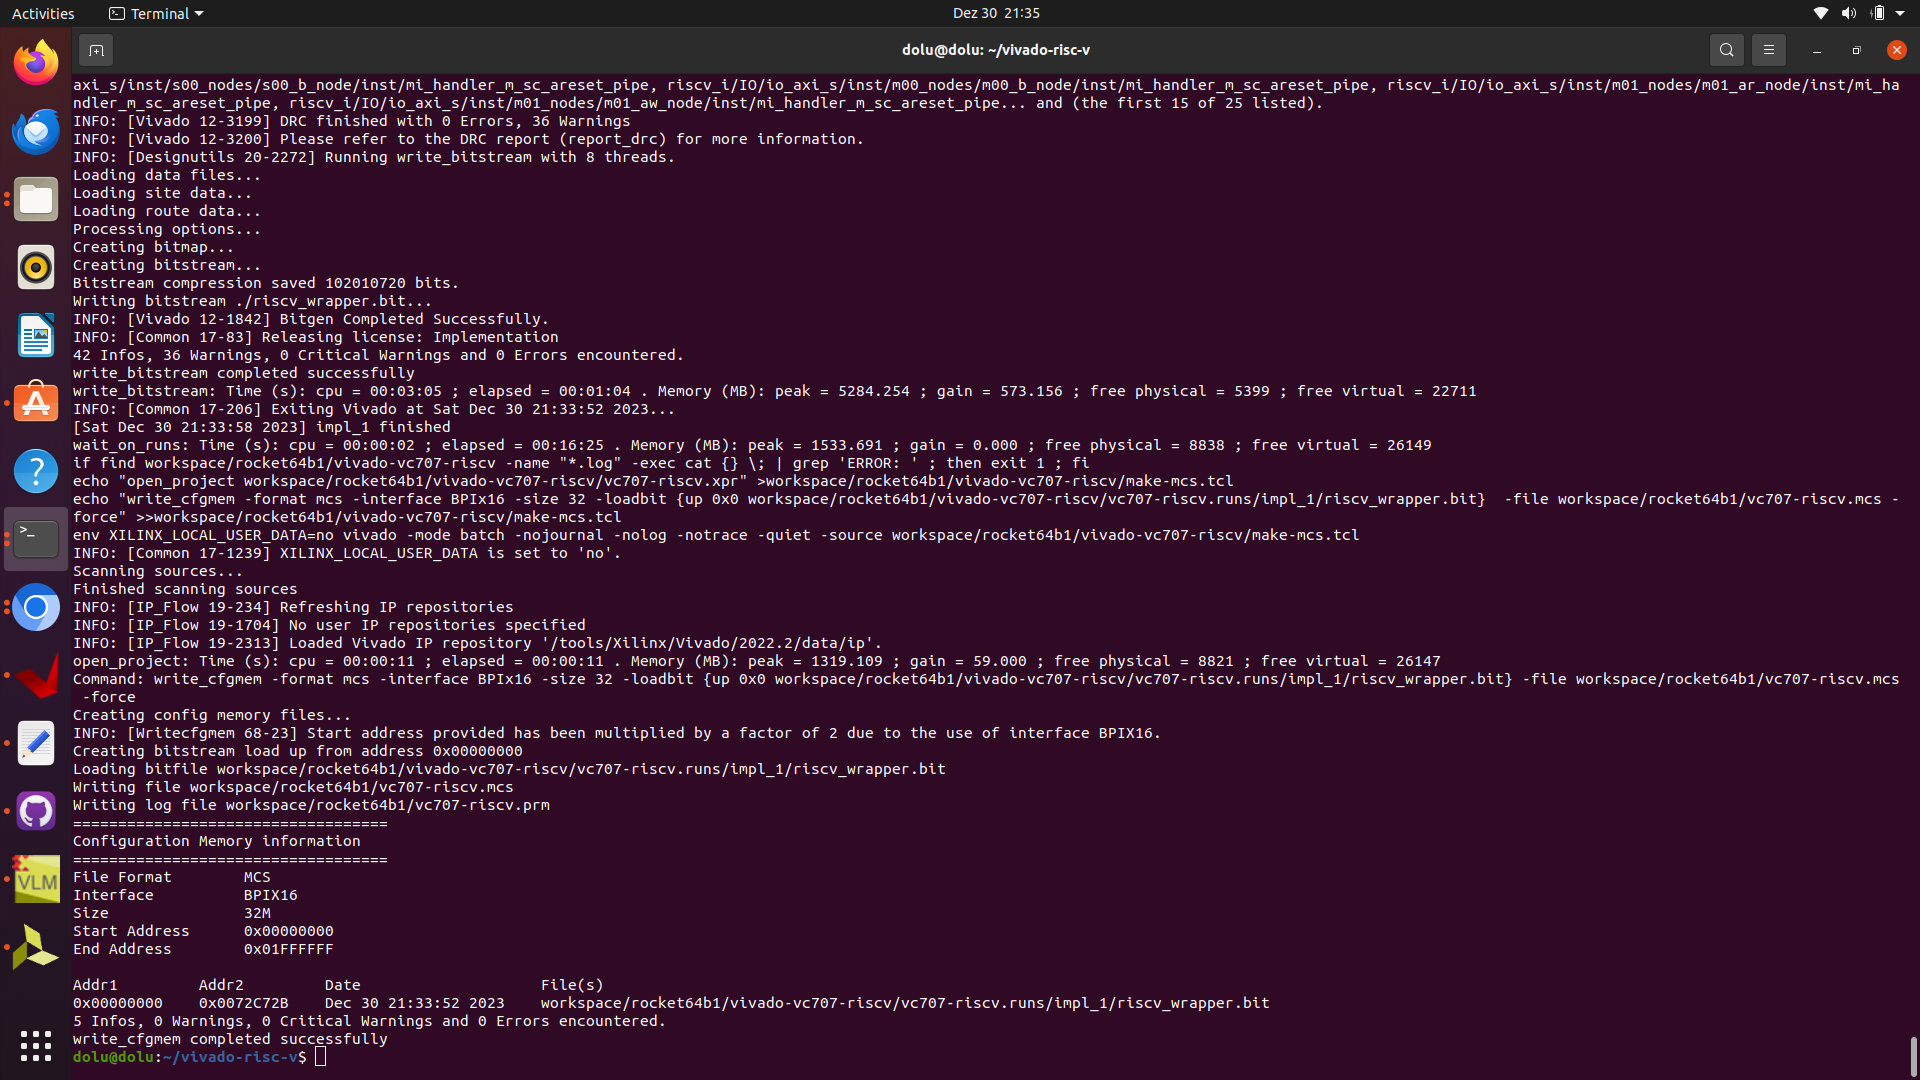 Activities
Terminal
Dez 30 21:35
dolu@dolu: ~/vivado-risc-v
axi_s/inst/s00_nodes/s00_b_node/inst/mi_handler_m_sc_areset_pipe, riscv_i/IO/io_axi_s/inst/m00_nodes/m00_b_node/inst/mi_handler_m_sc_areset_pipe, riscv_i/IO/io_axi_s/inst/m01_nodes/m01_ar_node/inst/mi_ha
ndler_m_sc_areset_pipe, riscv_i/IO/io_axi_s/inst/m01_nodes/m01_aw_node/inst/mi_handler_m_sc_areset_pipe... and (the first 15 of 25 listed).
INFO: [Vivado 12-3199] DRC finished with 0 Errors, 36 Warnings
INFO: [Vivado 12-3200] Please refer to the DRC report (report_drc) for more information.
INFO: [Designutils 20-2272] Running write_bitstream with 8 threads.
Loading data files...
Loading site data...
Loading route data...
Processing options...
Creating bitmap...
Creating bitstream...
Bitstream compression saved 102010720 bits.
Writing bitstream ./riscv_wrapper.bit...
INFO: [Vivado 12-1842] Bitgen Completed Successfully.
INFO: [Common 17-83] Releasing license: Implementation
42 Infos, 36 Warnings, 0 Critical Warnings and 0 Errors encountered.
write_bitstream completed successfully
write_bitstream: Time (s): cpu = 00:03:05 ; elapsed = 00:01:04 . Memory (MB): peak = 5284.254 ; gain = 573.156 ; free physical = 5399 ; free virtual = 22711
INFO: [Common 17-206] Exiting Vivado at Sat Dec 30 21:33:52 2023...
[Sat Dec 30 21:33:58 2023] impl_1 finished
wait_on_runs: Time (s): cpu = 00:00:02 ; elapsed = 00:16:25 . Memory (MB): peak = 1533.691 ; gain = 0.000 ; free physical = 8838 ; free virtual = 26149
if find workspace/rocket64b1/vivado-vc707-riscv -name "*.log" -exec cat {} \; | grep 'ERROR: ' ; then exit 1 ; fi
echo "open_project workspace/rocket64b1/vivado-vc707-riscv/vc707-riscv.xpr" >workspace/rocket64b1/vivado-vc707-riscv/make-mcs.tcl
echo "write_cfgmem -format mcs -interface BPIx16 -size 32 -loadbit {up 0x0 workspace/rocket64b1/vivado-vc707-riscv/vc707-riscv.runs/impl_1/riscv_wrapper.bit}  -file workspace/rocket64b1/vc707-riscv.mcs -
force" >>workspace/rocket64b1/vivado-vc707-riscv/make-mcs.tcl
env XILINX_LOCAL_USER_DATA=no vivado -mode batch -nojournal -nolog -notrace -quiet -source workspace/rocket64b1/vivado-vc707-riscv/make-mcs.tcl
INFO: [Common 17-1239] XILINX_LOCAL_USER_DATA is set to 'no'.
Scanning sources...
Finished scanning sources
INFO: [IP_Flow 19-234] Refreshing IP repositories
INFO: [IP_Flow 19-1704] No user IP repositories specified
INFO: [IP_Flow 19-2313] Loaded Vivado IP repository '/tools/Xilinx/Vivado/2022.2/data/ip'.
open_project: Time (s): cpu = 00:00:11 ; elapsed = 00:00:11 . Memory (MB): peak = 1319.109 ; gain = 59.000 ; free physical = 8821 ; free virtual = 26147
Command: write_cfgmem -format mcs -interface BPIx16 -size 32 -loadbit {up 0x0 workspace/rocket64b1/vivado-vc707-riscv/vc707-riscv.runs/impl_1/riscv_wrapper.bit} -file workspace/rocket64b1/vc707-riscv.mcs
 -force
Creating config memory files...
INFO: [Writecfgmem 68-23] Start address provided has been multiplied by a factor of 2 due to the use of interface BPIX16.
Creating bitstream load up from address 0x00000000
Loading bitfile workspace/rocket64b1/vivado-vc707-riscv/vc707-riscv.runs/impl_1/riscv_wrapper.bit
Writing file workspace/rocket64b1/vc707-riscv.mcs
Writing log file workspace/rocket64b1/vc707-riscv.prm
===================================
Configuration Memory information
===================================
File Format        MCS
Interface          BPIX16
Size               32M
Start Address      0x00000000
End Address        0x01FFFFFF
Addr1         Addr2         Date                    File(s)
0x00000000    0x0072C72B    Dec 30 21:33:52 2023    workspace/rocket64b1/vivado-vc707-riscv/vc707-riscv.runs/impl_1/riscv_wrapper.bit
5 Infos, 0 Warnings, 0 Critical Warnings and 0 Errors encountered.
write_cfgmem completed successfully
dolu@dolu:~/vivado-risc-v$
VLM